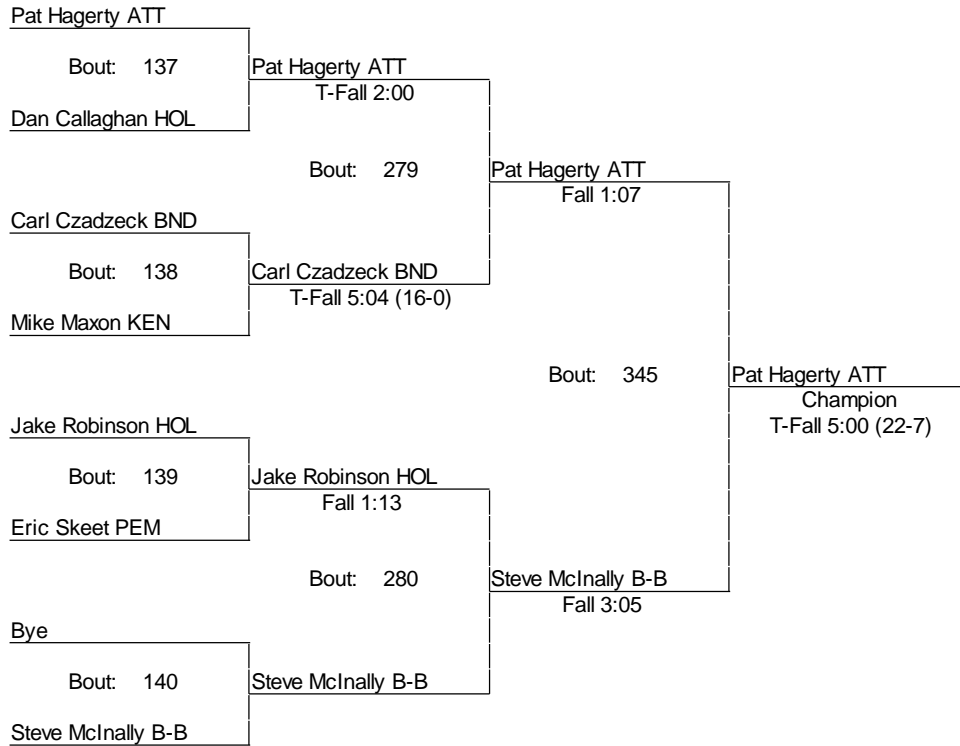 Pat Hagerty ATT
Bout: 137
Pat Hagerty ATT
T-Fall 2:00
Dan Callaghan HOL
Bout: 279
Pat Hagerty ATT
Fall 1:07
Carl Czadzeck BND
Bout: 138
Carl Czadzeck BND
T-Fall 5:04 (16-0)
Mike Maxon KEN
Bout: 345
Pat Hagerty ATT
Champion
T-Fall 5:00 (22-7)
Jake Robinson HOL
Bout: 139
Jake Robinson HOL
Fall 1:13
Eric Skeet PEM
Bout: 280
Steve McInally B-B
Fall 3:05
Bye
Bout: 140
Steve McInally B-B
Steve McInally B-B